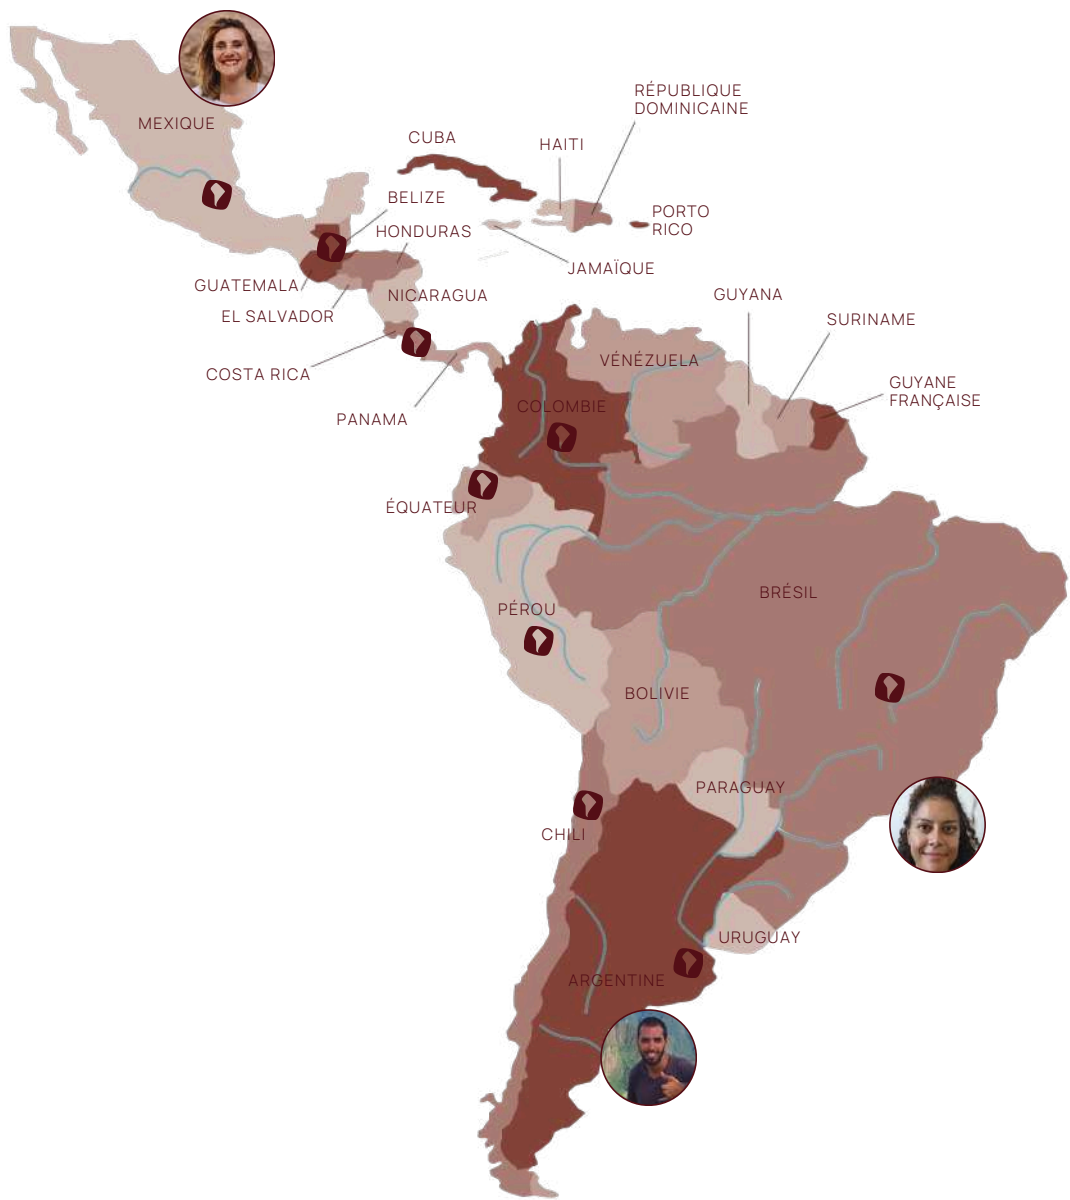 MEXIQUE
CUBA
HAITI
RÉPUBLIQUE
DOMINICAINE
BELIZE
HONDURAS
PORTO
RICO
JAMAÏQUE
GUATEMALA
NICARAGUA
EL SALVADOR
COSTA RICA
PANAMA
GUYANA
SURINAME
VÉNÉZUELA
GUYANE
FRANÇAISE
COLOMBIE
ÉQUATEUR
BRÉSIL
PÉROU
BOLIVIE
PARAGUAY
CHILI
URUGUAY
ARGENTINE